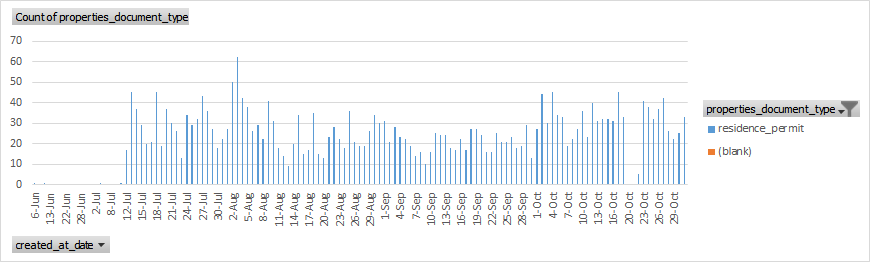 Count of properties_document_type
70
60
50
40
30
20
10
0
6-Jun
13-Jun
22-Jun
28-Jun
2-Jul
8-Jul
12-Jul
15-Jul
18-Jul
21-Jul
24-Jul
27-Jul
30-Jul
2-Aug
5-Aug
8-Aug
11-Aug
14-Aug
17-Aug
20-Aug
23-Aug
26-Aug
29-Aug
1-Sep
4-Sep
7-Sep
10-Sep
13-Sep
16-Sep
19-Sep
22-Sep
25-Sep
28-Sep
1-Oct
4-Oct
7-Oct
10-Oct
13-Oct
16-Oct
20-Oct
23-Oct
26-Oct
29-Oct
properties_document_type
residence_permit
(blank)
created_at_date